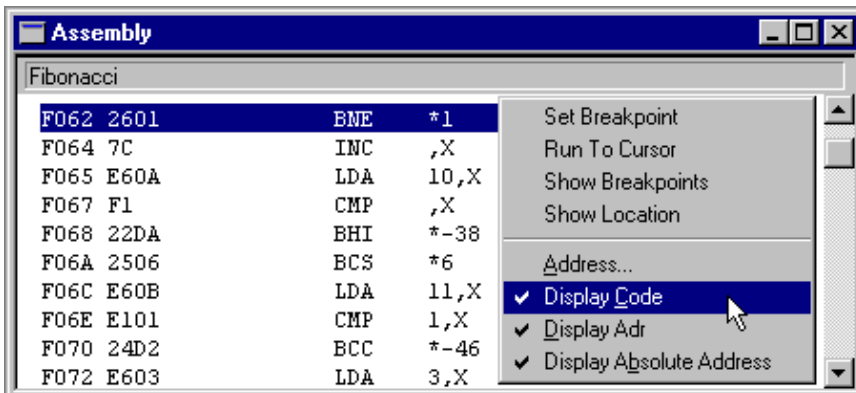 Assembly
Fibonacci
F062 2601 BNE *1
F064 7C INC ,X
F065 E60A LDA 10,X
F067 F1 CMP ,X
F068 22DA BHI *-38
F06A 2506 BCS *6
F06C E60B LDA 11,X
F06E E101 CMP 1,X
F070 24D2 BCC *-46
F072 E603 LDA 3,X
Set Breakpoint
Run To Cursor
Show Breakpoints
Show Location
Address...
Display Code
Display Adr
Display Absolute Address